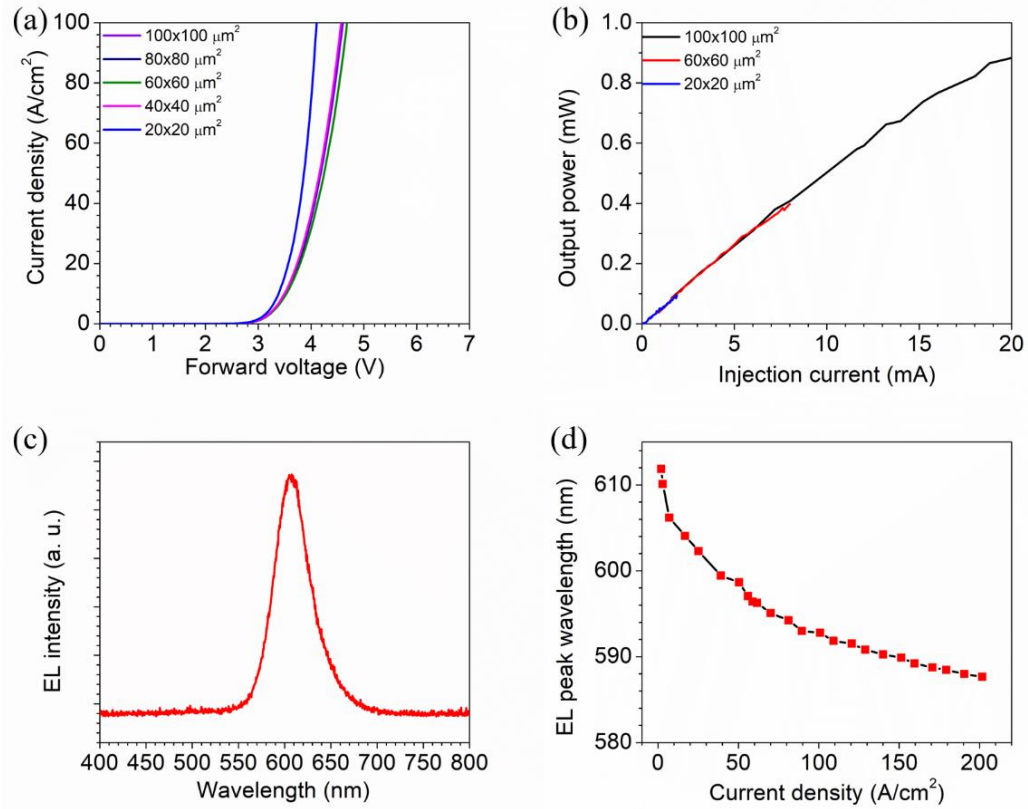 (a)
100
80
60
40
20
0
Current density (A/cm²)
100x100 μm²
80x80 μm²
60x60 μm²
40x40 μm²
20x20 μm²
0 1 2 3 4 5 6 7
Forward voltage (V)
(b)
1.0
0.8
0.6
0.4
0.2
0.0
Output power (mW)
100x100 μm²
60x60 μm²
20x20 μm²
0 5 10 15 20
Injection current (mA)
(c)
EL intensity (a. u.)
400 450 500 550 600 650 700 750 800
Wavelength (nm)
(d)
610
600
590
580
EL peak wavelength (nm)
0 50 100 150 200
Current density (A/cm²)